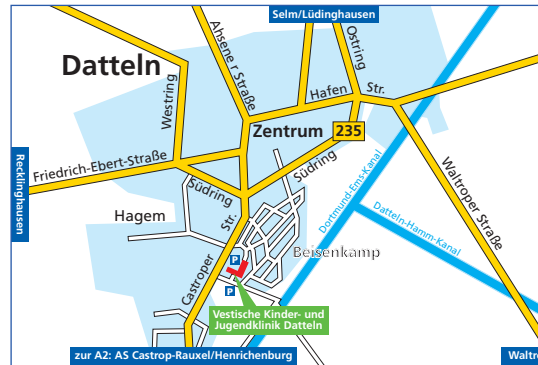 Selm/Lüdinghausen
Datteln
Ahsener Straße
Ostring
Westring
Hafen Str.
Zentrum
235
Friedrich-Ebert-Straße
Südring
Südring
Recklinghausen
Hagem
Castroper Str.
Beisenkamp
Dortmund-Ems-Kanal
Datteln-Hamm-Kanal
Waltroper Straße
P
P
Vestische Kinder- und
Jugendklinik Datteln
zur A2: AS Castrop-Rauxel/Henrichenburg
Waltro